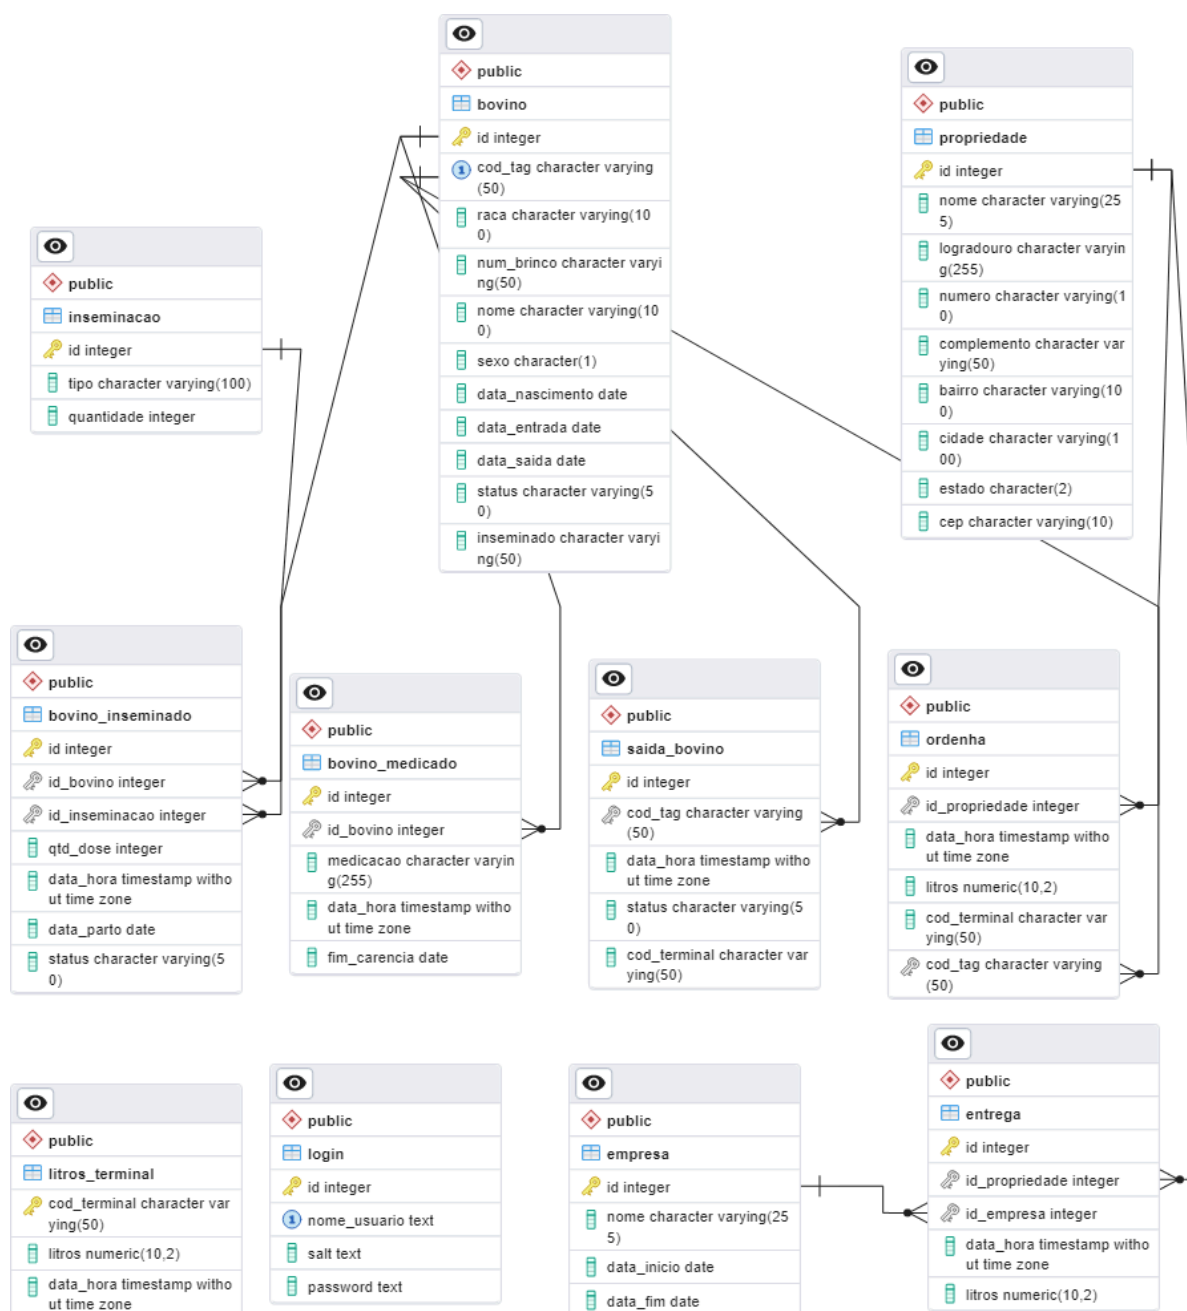 public
bovino
id integer
cod_tag character varying
(50)
raca character varying(10
0)
num_brinco character varyi
ng(50)
nome character varying(10
0)
sexo character(1)
data_nascimento date
data_entrada date
data_saida date
status character varying(5
0)
inseminado character varyi
ng(50)
public
propriedade
id integer
nome character varying(25
5)
logradouro character varyin
g(255)
numero character varying(1
0)
complemento character var
ying(50)
bairro character varying(10
0)
cidade character varying(1
00)
estado character(2)
cep character varying(10)
public
inseminacao
id integer
tipo character varying(100)
quantidade integer
public
bovino_inseminado
id integer
id_bovino integer
id_inseminacao integer
qtd_dose integer
data_hora timestamp witho
ut time zone
data_parto date
status character varying(5
0)
public
bovino_medicado
id integer
id_bovino integer
medicacao character varyin
g(255)
data_hora timestamp witho
ut time zone
fim_carencia date
public
saida_bovino
id integer
cod_tag character varying
(50)
data_hora timestamp witho
ut time zone
status character varying(5
0)
cod_terminal character var
ying(50)
public
ordenha
id integer
id_propriedade integer
data_hora timestamp witho
ut time zone
litros numeric(10,2)
cod_terminal character var
ying(50)
cod_tag character varying
(50)
public
litros_terminal
cod_terminal character var
ying(50)
litros numeric(10,2)
data_hora timestamp witho
ut time zone
public
login
id integer
nome_usuario text
salt text
password text
public
empresa
id integer
nome character varying(25
5)
data_inicio date
data_fim date
public
entrega
id integer
id_propriedade integer
id_empresa integer
data_hora timestamp witho
ut time zone
litros numeric(10,2)